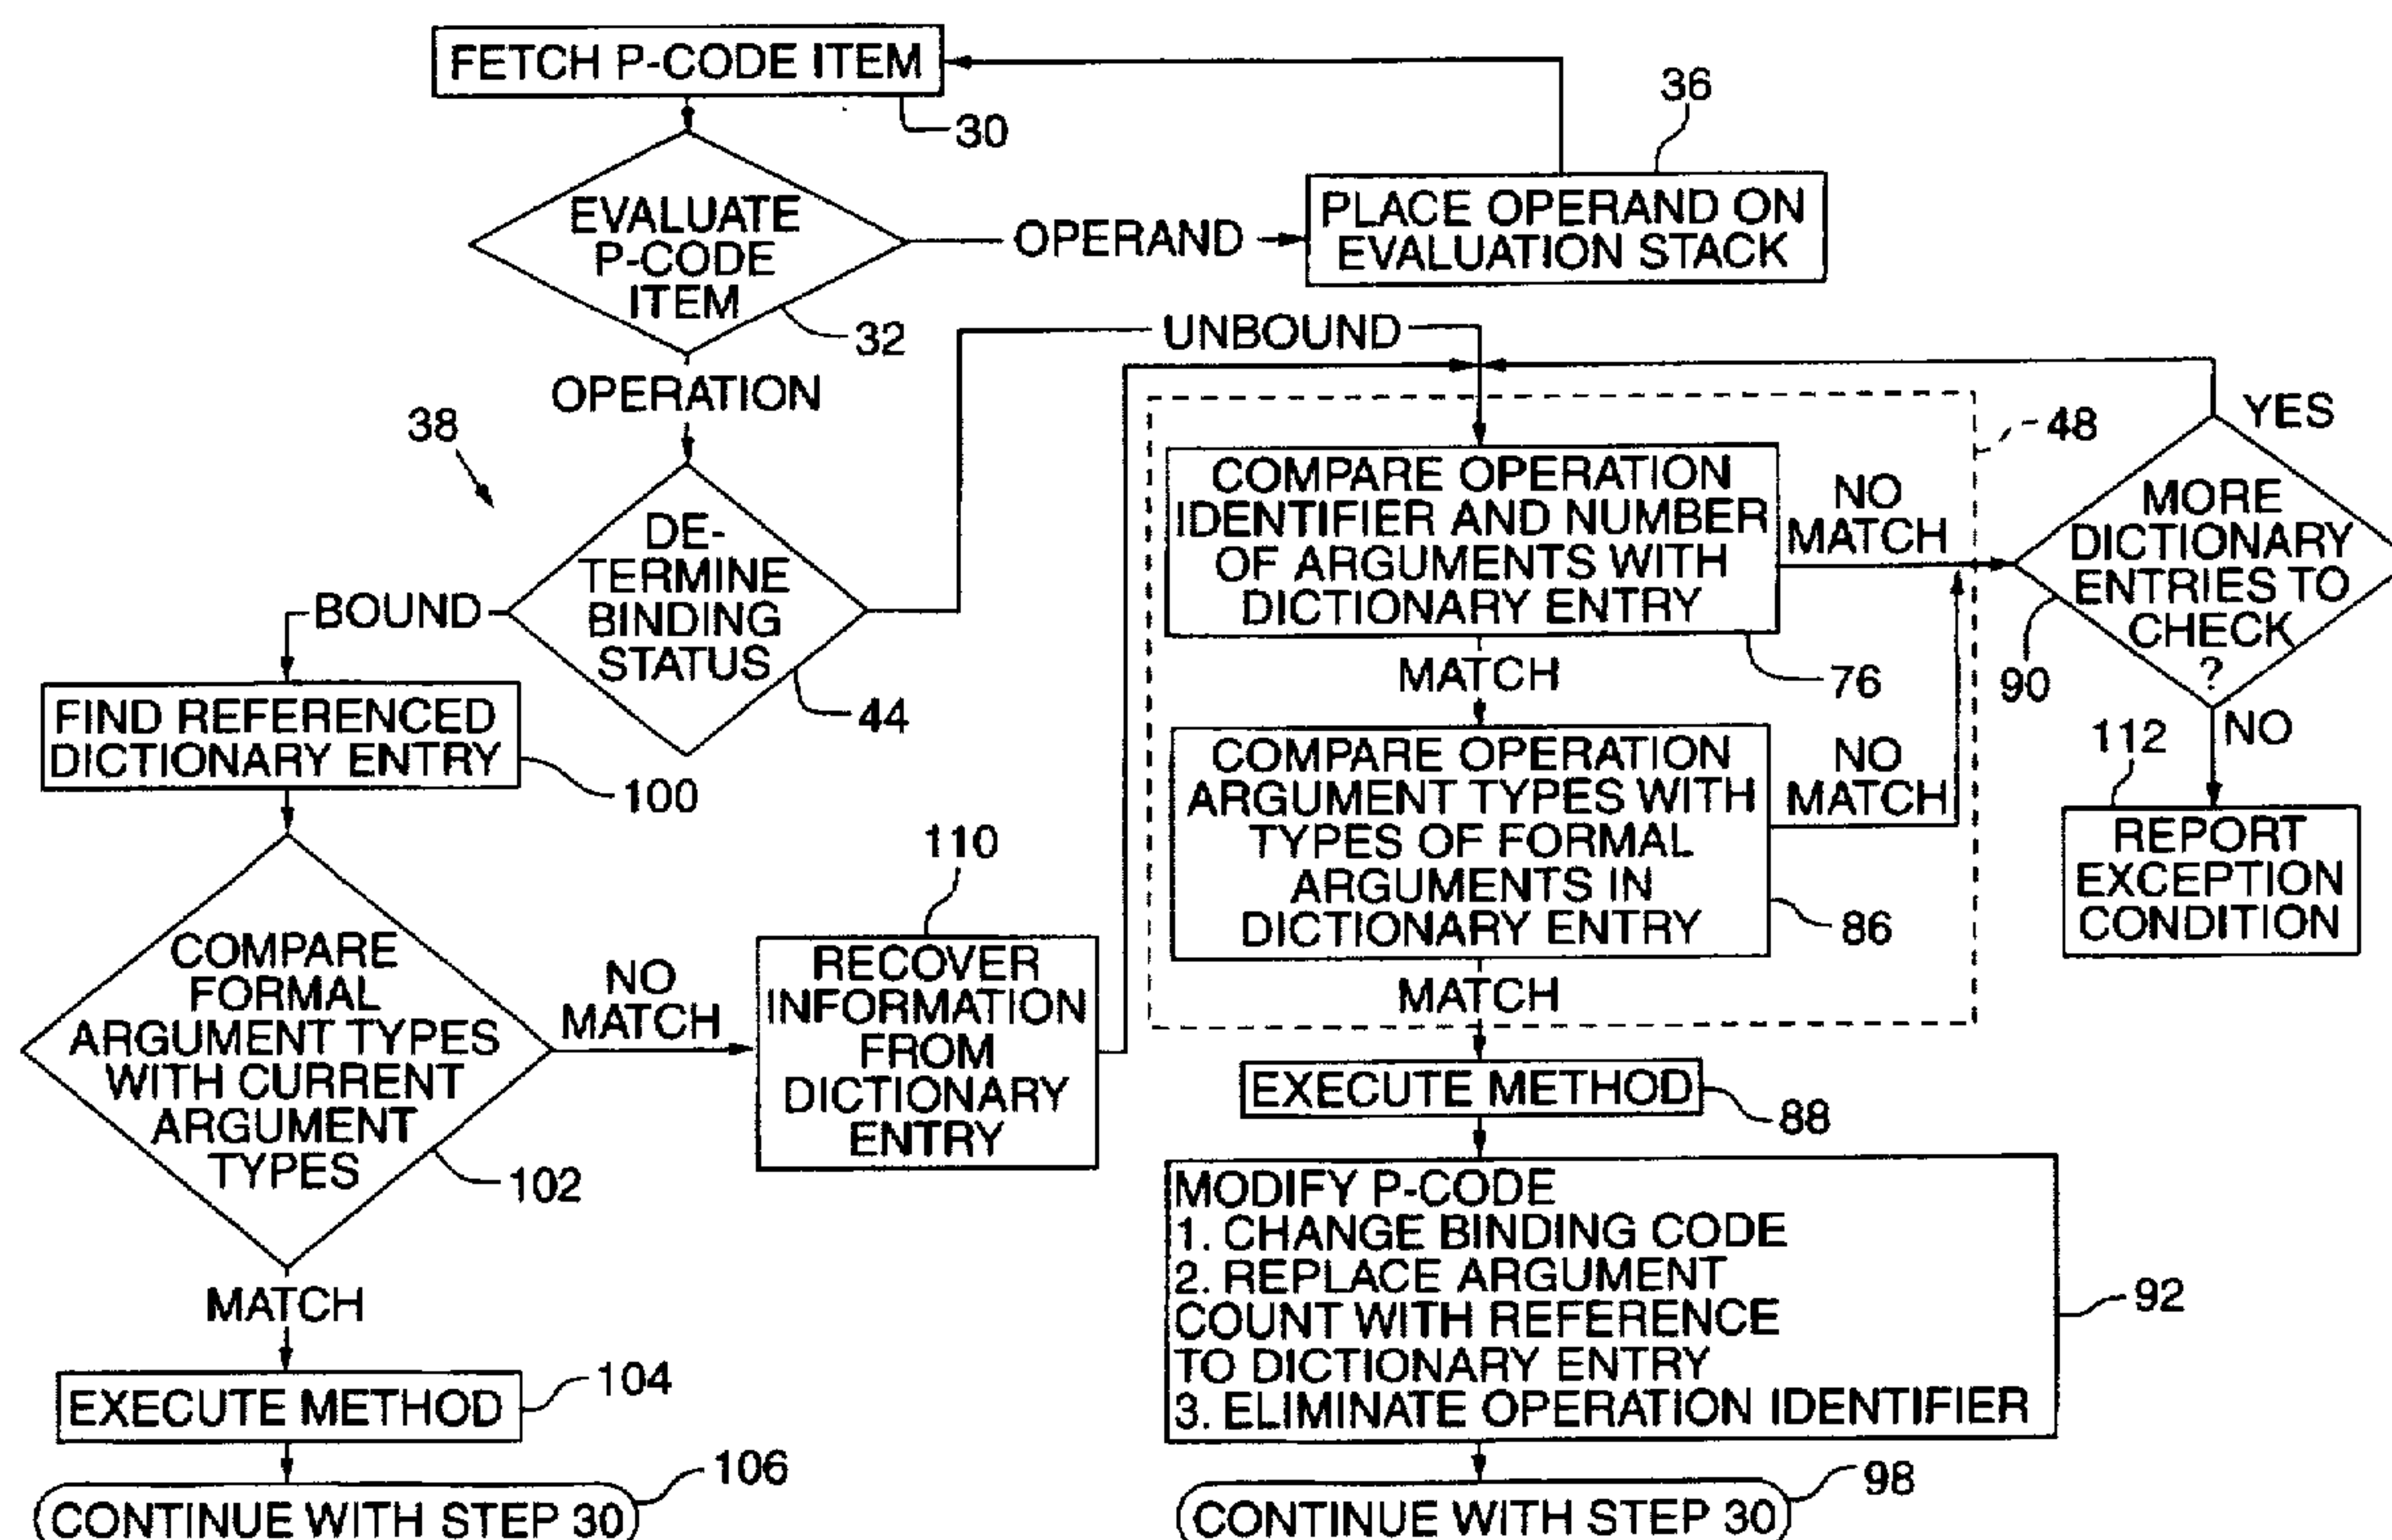 FETCH P-CODE ITEM
30
36
EVALUATE
P-CODE
ITEM
32
OPERAND
PLACE OPERAND ON
EVALUATION STACK
UNBOUND
OPERATION
38
DE-
TERMINE
BINDING
STATUS
44
BOUND
FIND REFERENCED
DICTIONARY ENTRY
100
COMPARE
FORMAL
ARGUMENT TYPES
WITH CURRENT
ARGUMENT
TYPES
102
NO
MATCH
110
RECOVER
INFORMATION
FROM
DICTIONARY
ENTRY
MATCH
EXECUTE METHOD
104
CONTINUE WITH STEP 30
106
48
COMPARE OPERATION
IDENTIFIER AND NUMBER
OF ARGUMENTS WITH
DICTIONARY ENTRY
76
NO
MATCH
MATCH
COMPARE OPERATION
ARGUMENT TYPES WITH
TYPES OF FORMAL
ARGUMENTS IN
DICTIONARY ENTRY
86
NO
MATCH
MATCH
YES
MORE
DICTIONARY
ENTRIES TO
CHECK
?
90
NO
112
REPORT
EXCEPTION
CONDITION
EXECUTE METHOD
88
MODIFY P-CODE
1. CHANGE BINDING CODE
2. REPLACE ARGUMENT
COUNT WITH REFERENCE
TO DICTIONARY ENTRY
3. ELIMINATE OPERATION IDENTIFIER
92
CONTINUE WITH STEP 30
98